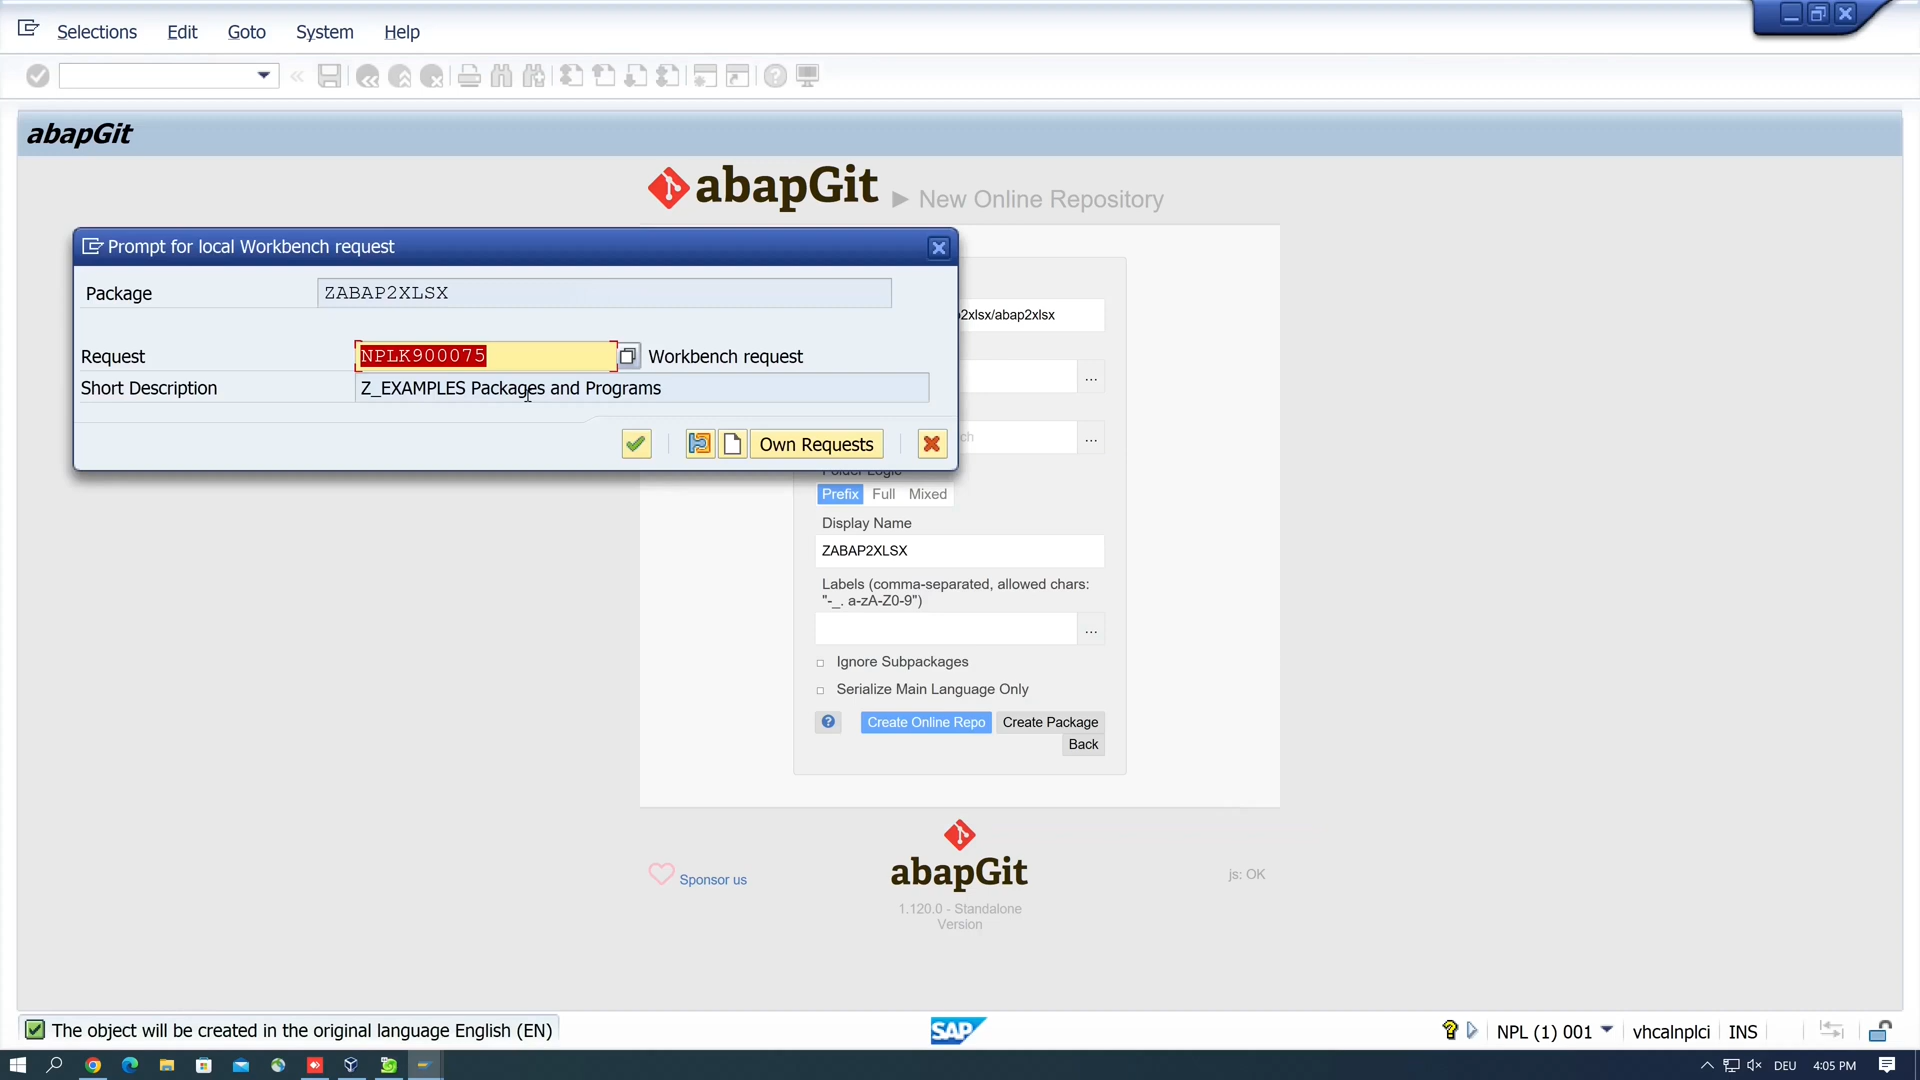 Selections Edit Goto System Help
abapGit
abapGit ► New Online Repository
Prompt for local Workbench request
Package ZABAP2XLSX
p2xlsx/abap2xlsx
Request NPLK900075 Workbench request
Short Description Z_EXAMPLES Packages and Programs
...
Own Requests
ch ...
Folder Logic
Prefix Full Mixed
Display Name
ZABAP2XLSX
Labels (comma-separated, allowed chars:
"-_. a-zA-Z0-9")
...
Ignore Subpackages
Serialize Main Language Only
Create Online Repo Create Package
Back
Sponsor us
abapGit
js: OK
1.120.0 - Standalone
Version
The object will be created in the original language English (EN)
SAP
NPL (1) 001 vhcalnplci INS
DEU 4:05 PM